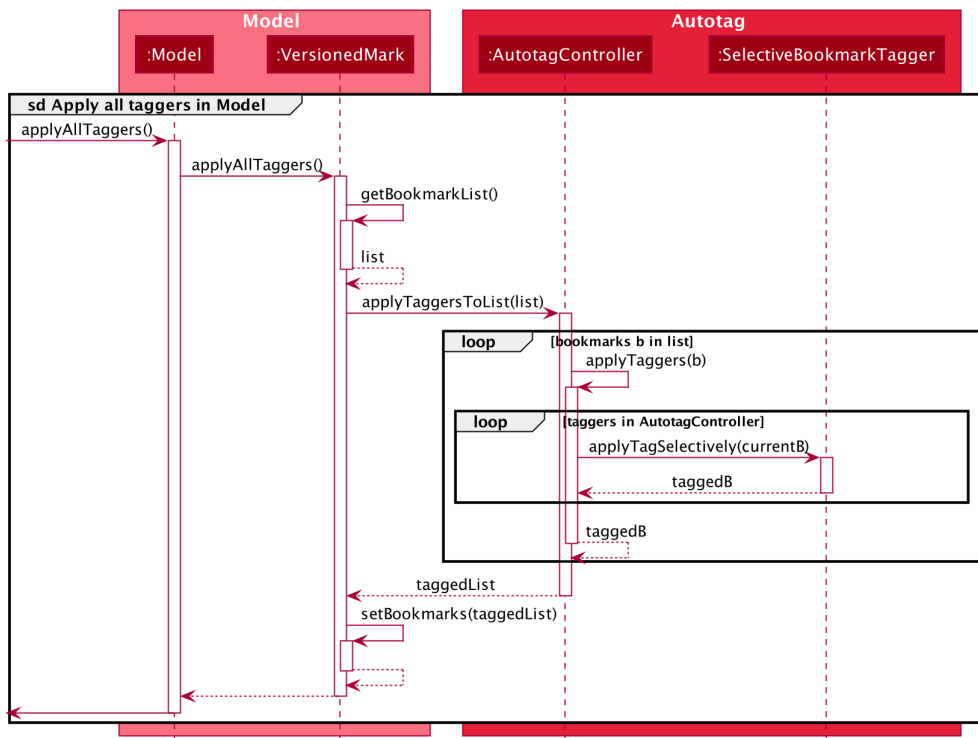 Model
Autotag
:Model
:VersionedMark
:AutotagController
:SelectiveBookmarkTagger
sd Apply all taggers in Model
applyAllTaggers()
applyAllTaggers()
getBookmarkList()
list
applyTaggersToList(list)
loop
[bookmarks b in list]
applyTaggers(b)
loop
[taggers in AutotagController]
applyTagSelectively(currentB)
taggedB
taggedB
taggedList
setBookmarks(taggedList)